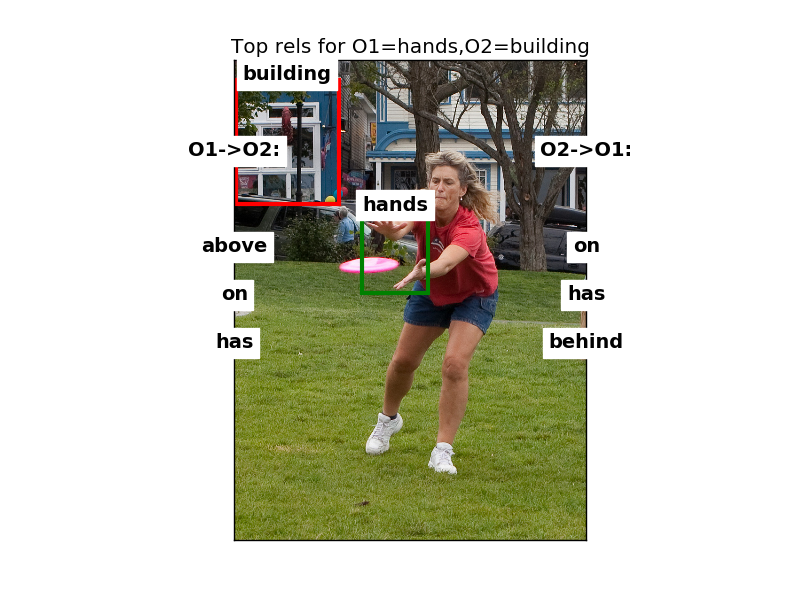 Top rels for O1=hands,O2=building
building
O1->O2:
O2->O1:
hands
above
on
on
has
has
behind